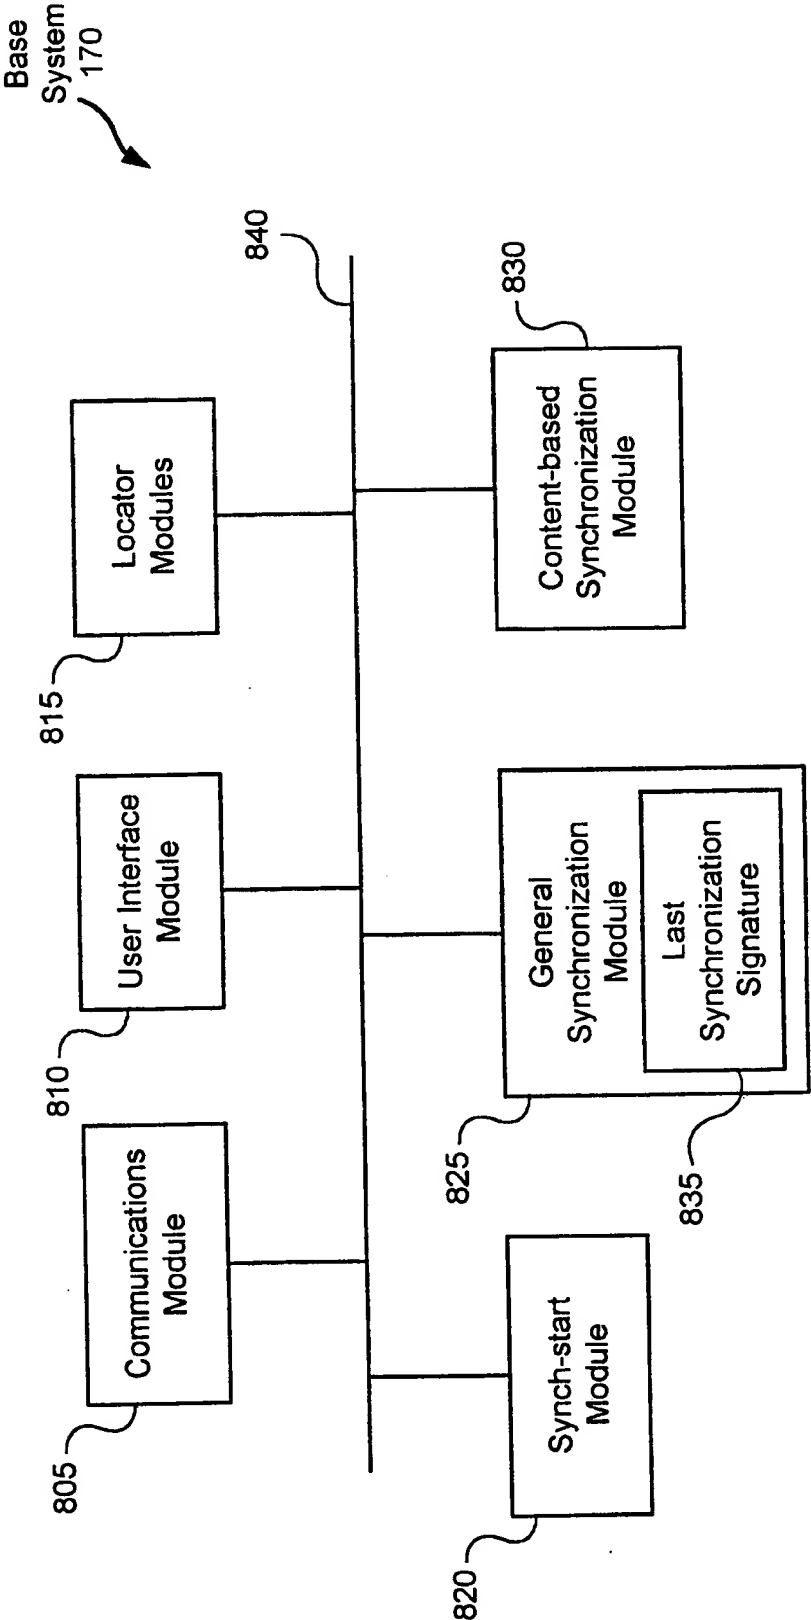 Base
System
170
840
815
Locator
Modules
810
User Interface
Module
805
Communications
Module
820
Synch-start
Module
825
General
Synchronization
Module
835
Last
Synchronization
Signature
830
Content-based
Synchronization
Module